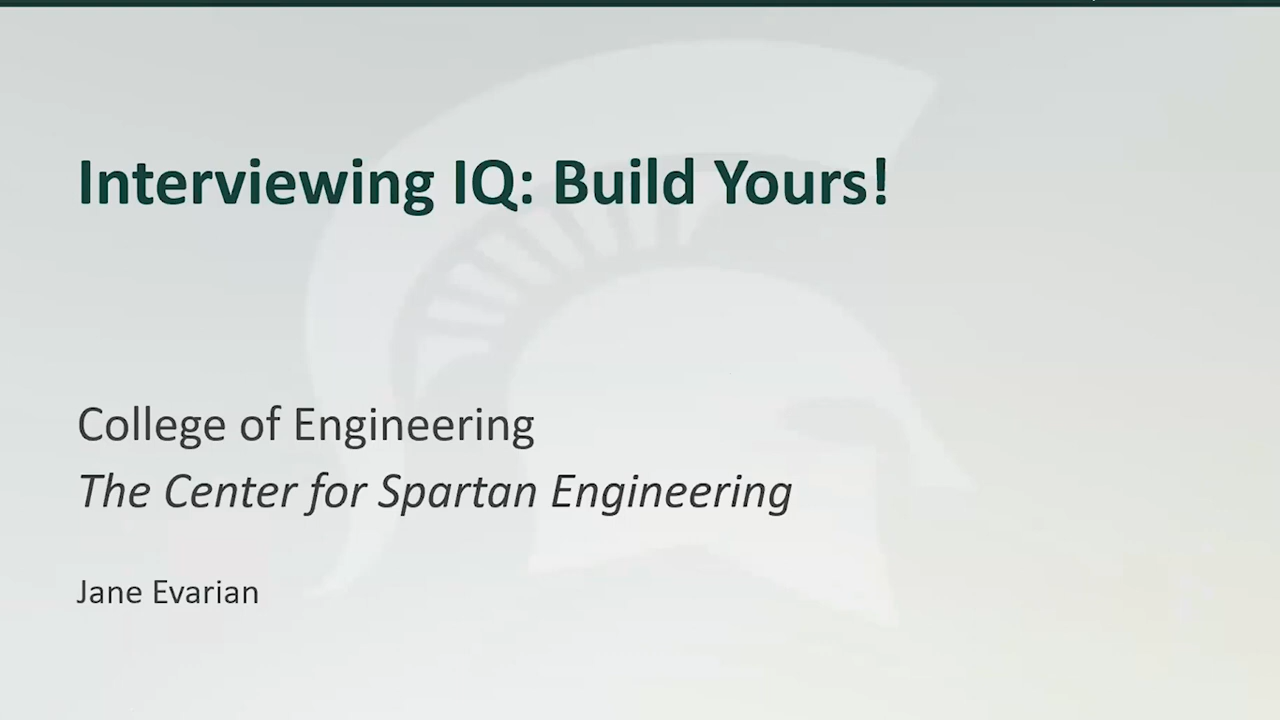 Interviewing IQ: Build Yours!
College of Engineering
The Center for Spartan Engineering
Jane Evarian